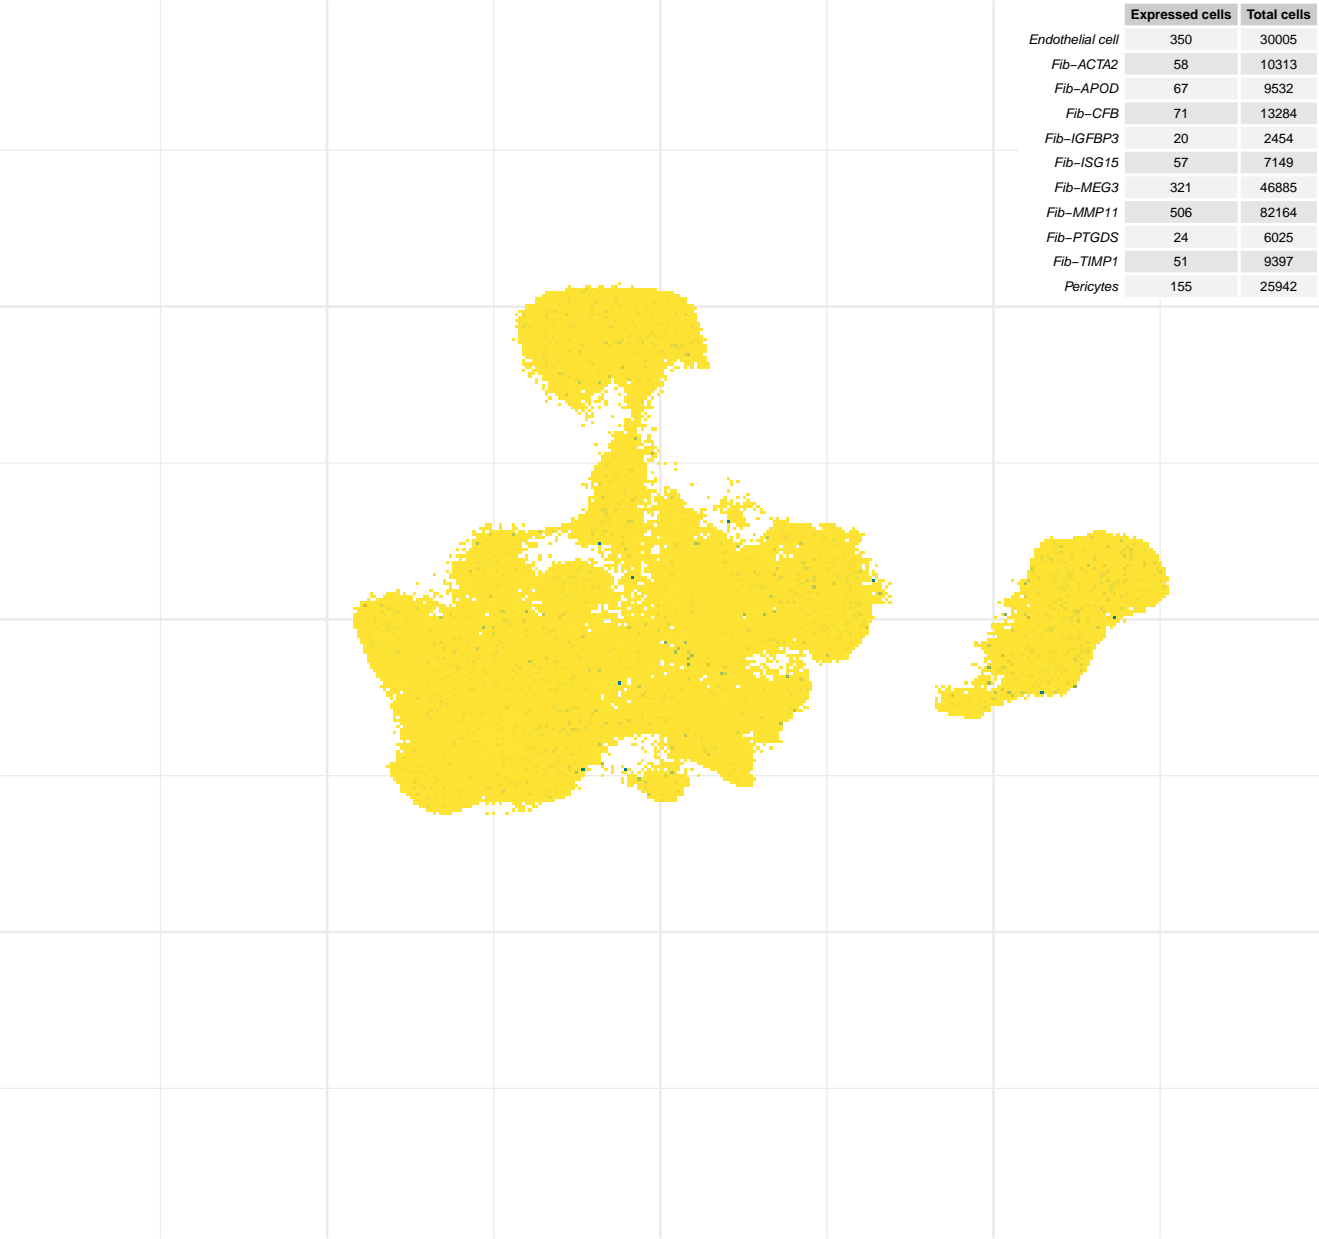 Expressed cells Total cells
Endothelial cell 350 30005
Fib−ACTA2 58 10313
Fib−APOD 67 9532
Fib−CFB 71 13284
Fib−IGFBP3 20 2454
Fib−ISG15 57 7149
Fib−MEG3 321 46885
Fib−MMP11 506 82164
Fib−PTGDS 24 6025
Fib−TIMP1 51 9397
Pericytes 155 25942